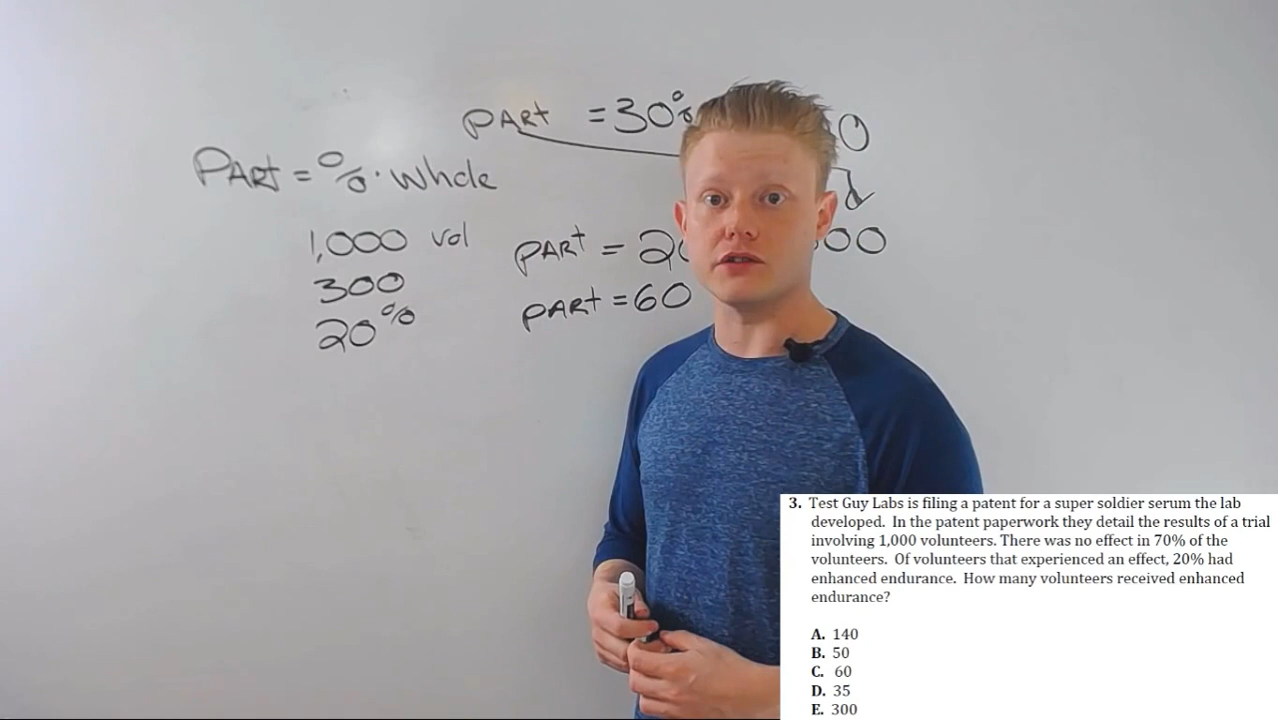 PART = 30%
PART = % · whole
1,000 vol
300
20%
PART =
PART = 60
3. Test Guy Labs is filing a patent for a super soldier serum the lab
developed. In the patent paperwork they detail the results of a trial
involving 1,000 volunteers. There was no effect in 70% of the
volunteers. Of volunteers that experienced an effect, 20% had
enhanced endurance. How many volunteers received enhanced
endurance?
A. 140
B. 50
C. 60
D. 35
E. 300